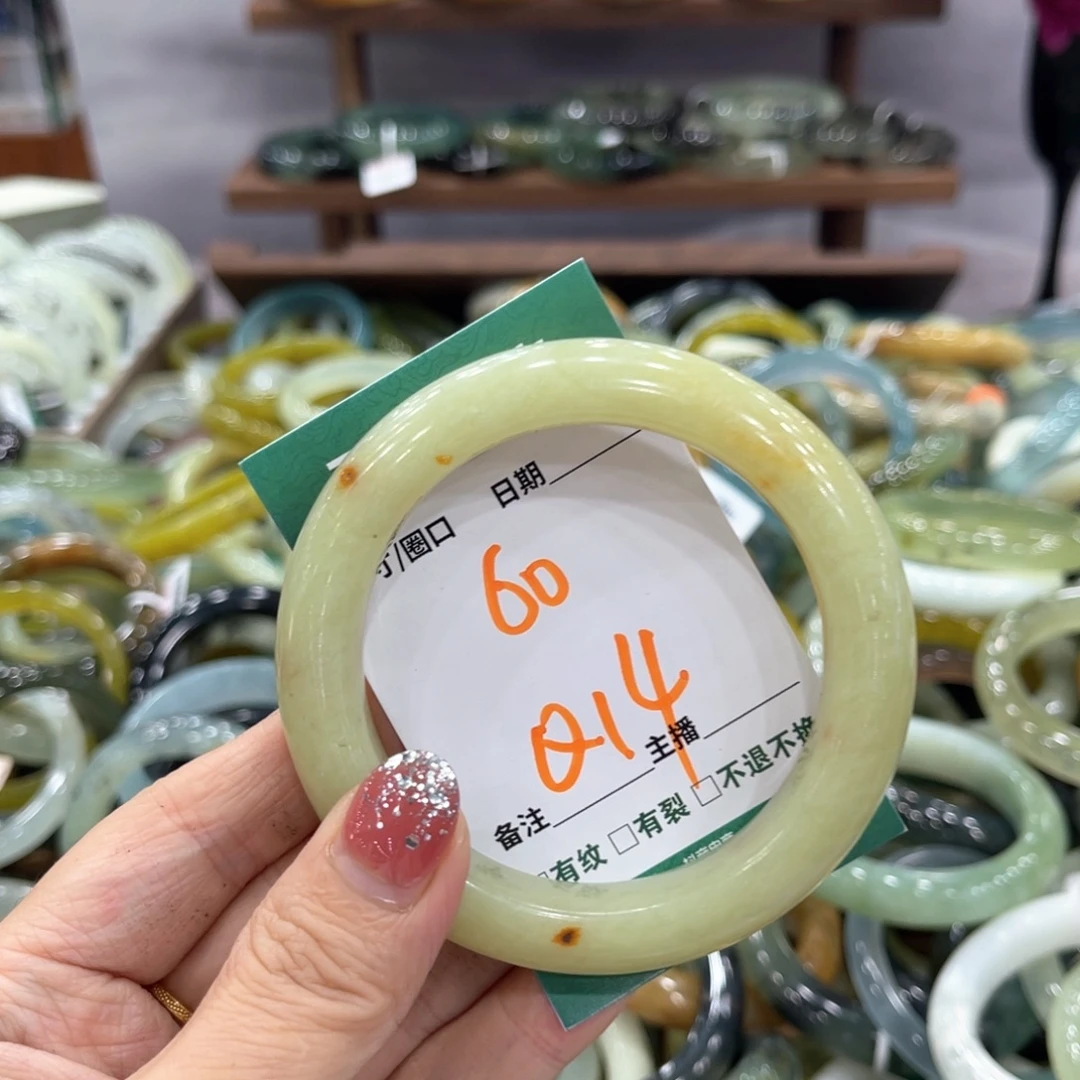 日期
寸/圈口
60
014
主播
备注
有纹 □有裂 □不退不换